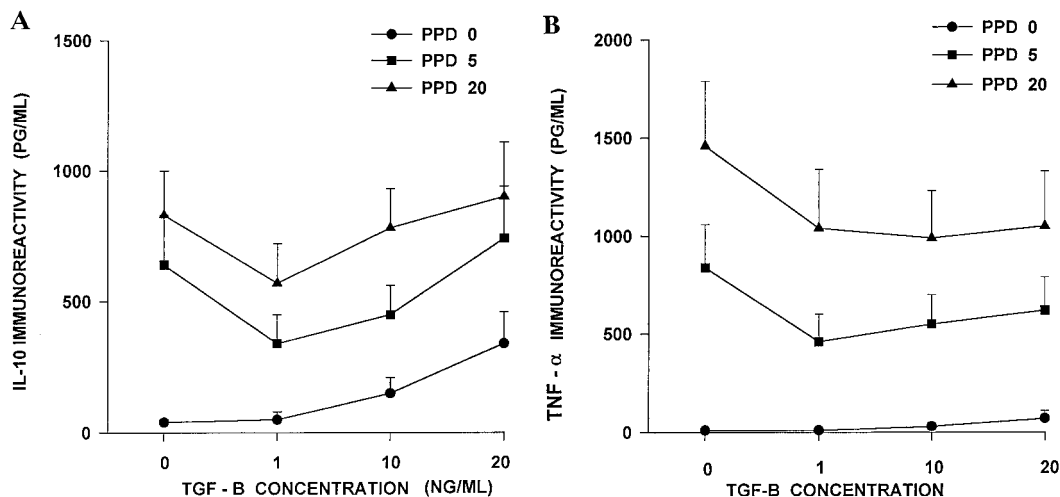 A
IL-10 IMMUNOREACTIVITY (PG/ML)
1500
1000
500
0
PPD 0
PPD 5
PPD 20
0 1 10 20
TGF - B CONCENTRATION (NG/ML)
B
TNF - α IMMUNOREACTIVITY (PG/ML)
2000
1500
1000
500
0
PPD 0
PPD 5
PPD 20
0 1 10 20
TGF-B CONCENTRATION